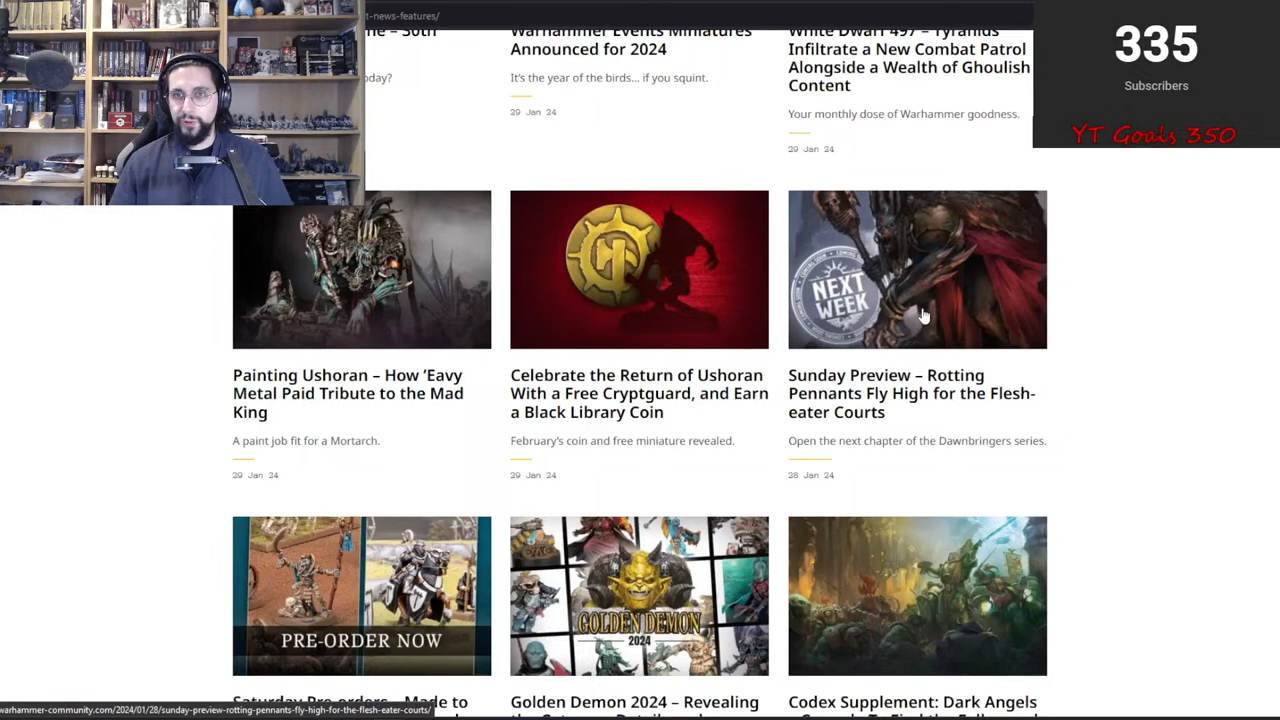 t-news-features/
335
Subscribers
YT Goals 350
30th
oday?
Warhammer Events Miniatures
Announced for 2024
It's the year of the birds... if you squint.
29 Jan 24
White Dwarf 497 – Tyranids
Infiltrate a New Combat Patrol
Alongside a Wealth of Ghoulish
Content
Your monthly dose of Warhammer goodness.
29 Jan 24
Painting Ushoran – How ‘Eavy
Metal Paid Tribute to the Mad
King
A paint job fit for a Mortarch.
29 Jan 24
Celebrate the Return of Ushoran
With a Free Cryptguard, and Earn
a Black Library Coin
February's coin and free miniature revealed.
29 Jan 24
NEXT
WEEK
Sunday Preview – Rotting
Pennants Fly High for the Flesh-
eater Courts
Open the next chapter of the Dawnbringers series.
28 Jan 24
PRE-ORDER NOW
Saturday Pre-orders – Made to
GOLDEN DEMON
2024
Golden Demon 2024 – Revealing
Codex Supplement: Dark Angels
warhammer-community.com/2024/01/28/sunday-preview-rotting-pennants-fly-high-for-the-flesh-eater-courts/